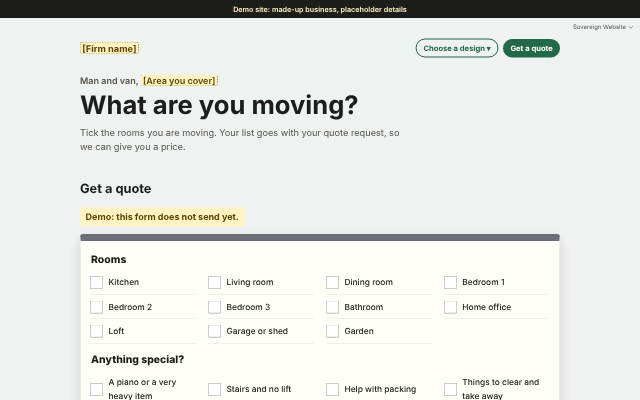 Demo site: made-up business, placeholder details
Sovereign Website
[Firm name]
Choose a design ▾
Get a quote
Man and van, [Area you cover]
What are you moving?
Tick the rooms you are moving. Your list goes with your quote request, so
we can give you a price.
Get a quote
Demo: this form does not send yet.
Rooms
Kitchen
Living room
Dining room
Bedroom 1
Bedroom 2
Bedroom 3
Bathroom
Home office
Loft
Garage or shed
Garden
Anything special?
A piano or a very
heavy item
Stairs and no lift
Help with packing
Things to clear and
take away